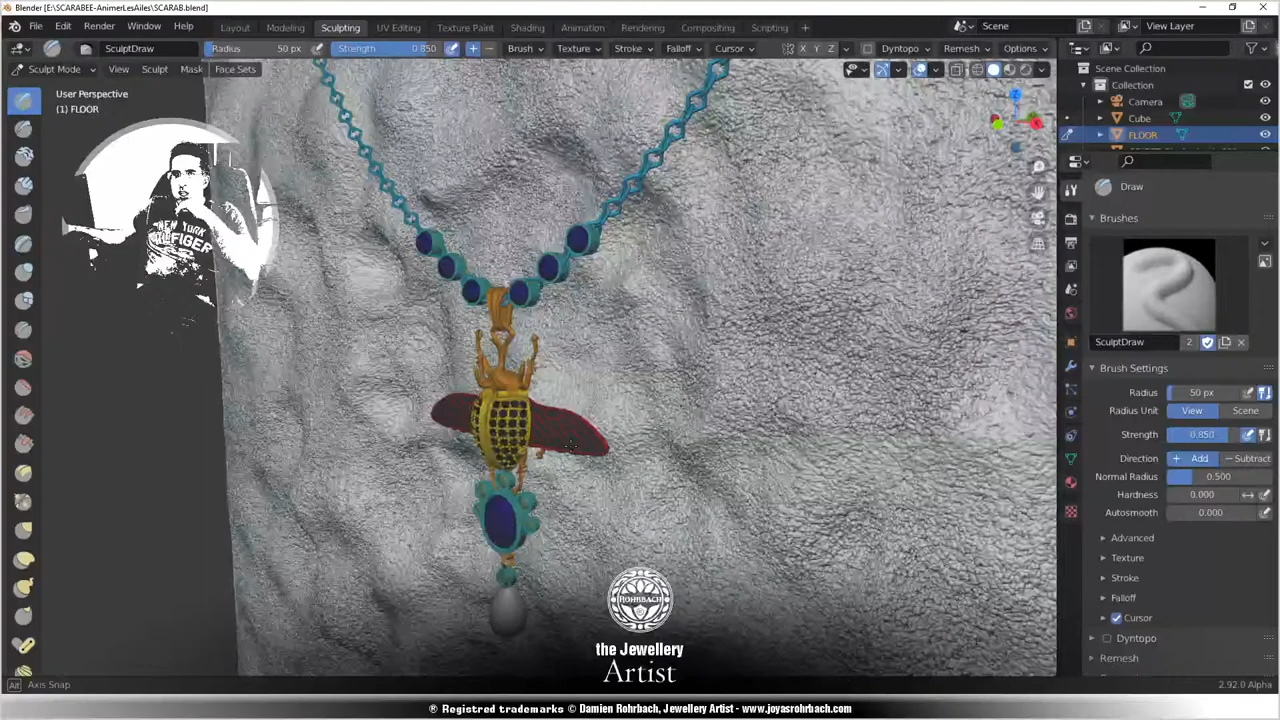 Blender [E:\SCARABEE-AnimerLesAiles\SCARAB.blend]
File Edit Render Window Help Layout Modeling Sculpting UV Editing Texture Paint Shading Animation Rendering Compositing Scripting Scene View Layer
SculptDraw Radius 50 px Strength 0.850 Brush Texture Stroke Falloff Cursor X Y Z Dyntopo Remesh Options
Sculpt Mode View Sculpt Mask Face Sets
Scene Collection
Collection
Camera
Cube
FLOOR
User Perspective
(1) FLOOR
NEW YORK
HILFIGER
Draw
Brushes
SculptDraw 2
Brush Settings
Radius 50 px
Radius Unit View Scene
Strength 0.850
Direction + Add − Subtract
Normal Radius 0.500
Hardness 0.000
Autosmooth 0.000
Advanced
Texture
Stroke
Falloff
Cursor
Dyntopo
Remesh
ROHRBACH
the Jewellery
Artist
Alt Axis Snap 2.92.0 Alpha
® Registered trademarks © Damien Rohrbach, Jewellery Artist - www.joyasrohrbach.com